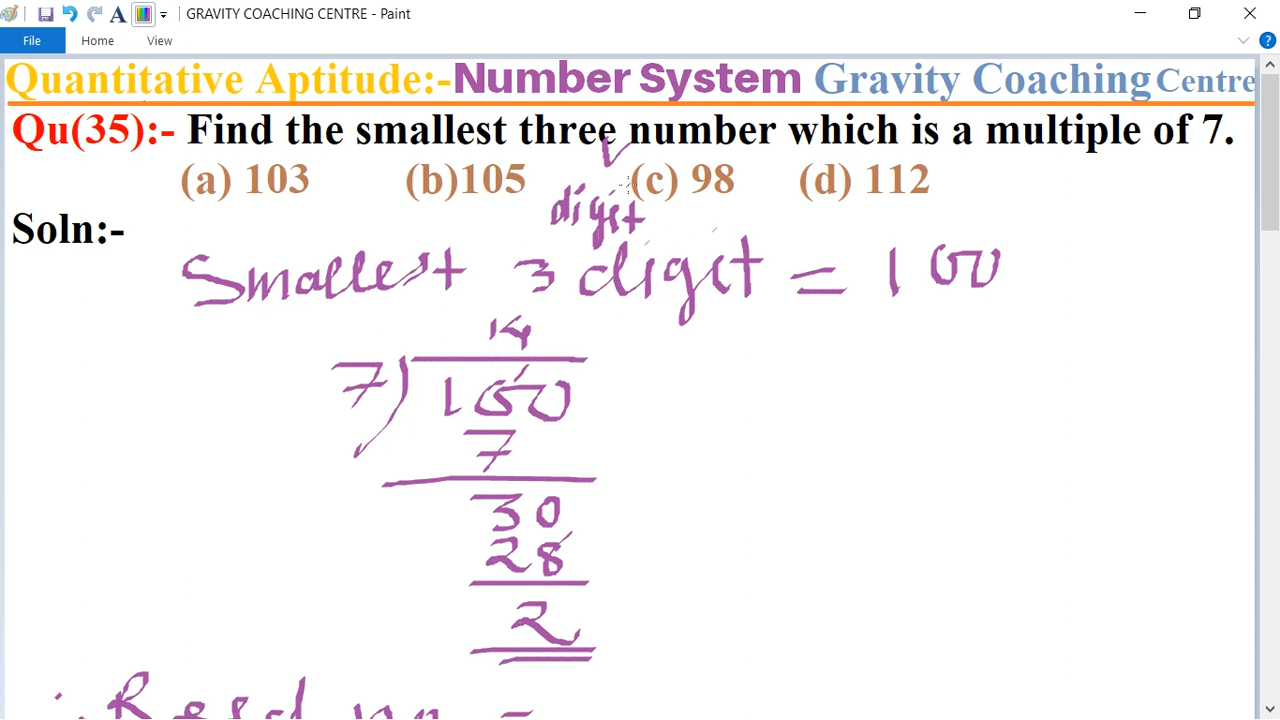 GRAVITY COACHING CENTRE - Paint
File Home View
Quantitative Aptitude:-Number System Gravity Coaching Centre
Qu(35):- Find the smallest three number which is a multiple of 7.
(a) 103 (b)105 (c) 98 (d) 112
digit
Soln:-
Smallest 3 digit = 100
14
7) 100
7
30
28
2